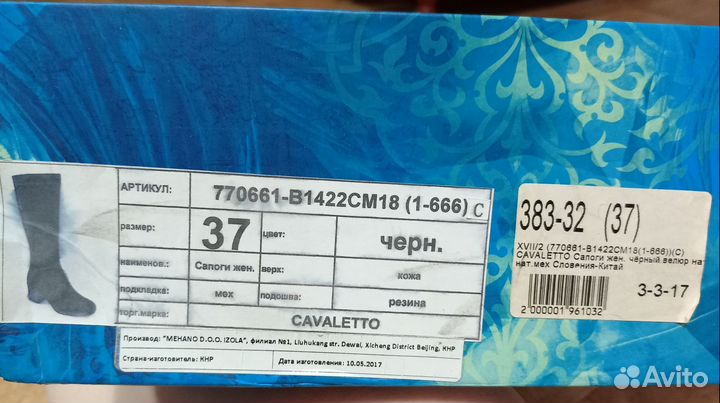 АРТИКУЛ: 770661-B1422CM18 (1-666) C
размер: 37 цвет: черн.
наименов.: Сапоги жен. верх: кожа
подкладка: мех подошва: резина
торг.марка: CAVALETTO
Производ: "MEHANO D.O.O. IZOLA", филиал №1, Liuhukang str. Dewai, Xicheng District Beijing, КНР
Страна-изготовитель: КНР Дата изготовления: 10.05.2017
383-32 (37)
XVII/2 (770661-B1422CM18(1-666))(C)
CAVALETTO Сапоги жен. чёрный велюр нат
нат.мех Словения-Китай
3-3-17
2 000001 961032
Avito